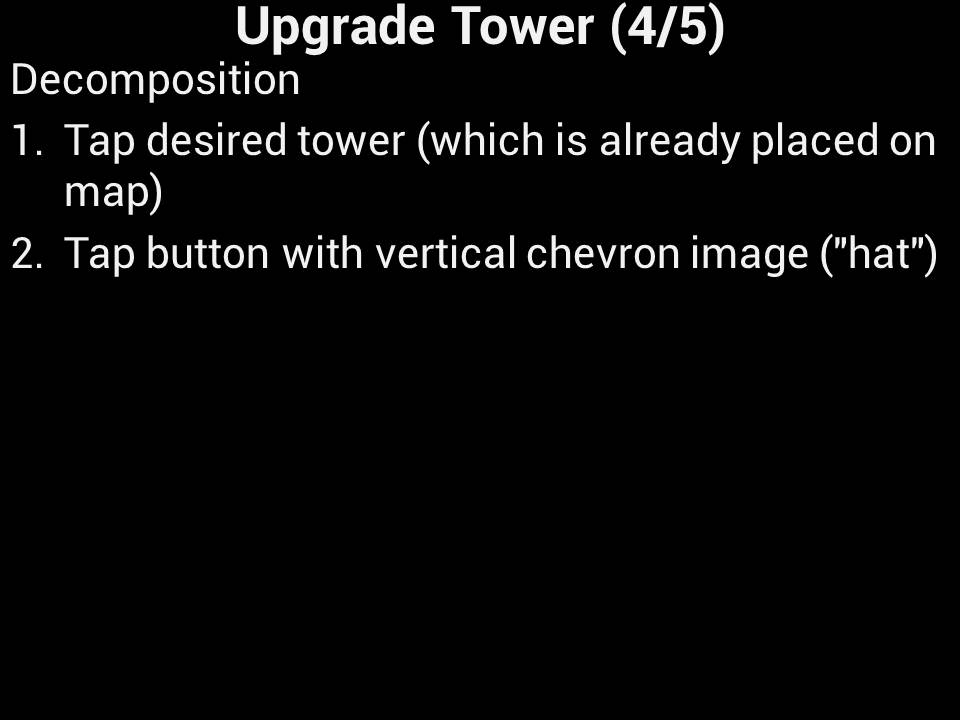 Upgrade Tower (4/5)
Decomposition
1. Tap desired tower (which is already placed on
map)
2. Tap button with vertical chevron image ("hat")